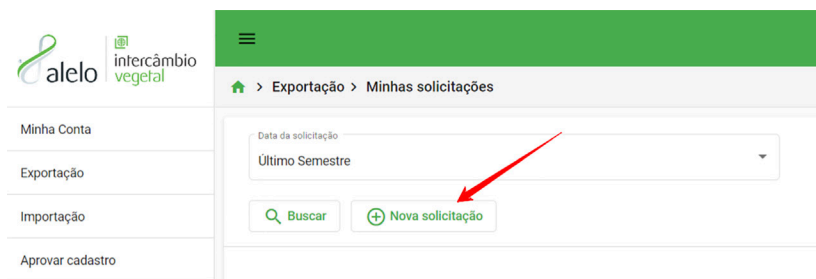 alelo
intercâmbio
vegetal
Exportação > Minhas solicitações
Minha Conta
Exportação
Importação
Aprovar cadastro
Data da solicitação
Último Semestre
Buscar
Nova solicitação